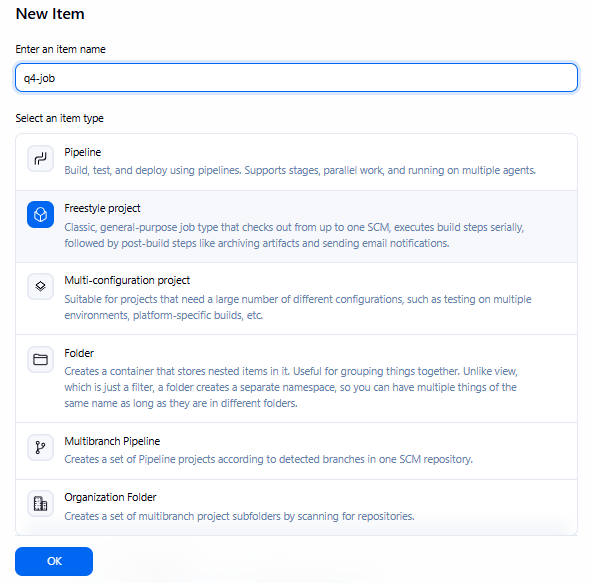 New Item
Enter an item name
q4-job
Select an item type
Pipeline
Build, test, and deploy using pipelines. Supports stages, parallel work, and running on multiple agents.
Freestyle project
Classic, general-purpose job type that checks out from up to one SCM, executes build steps serially,
followed by post-build steps like archiving artifacts and sending email notifications.
Multi-configuration project
Suitable for projects that need a large number of different configurations, such as testing on multiple
environments, platform-specific builds, etc.
Folder
Creates a container that stores nested items in it. Useful for grouping things together. Unlike view,
which is just a filter, a folder creates a separate namespace, so you can have multiple things of the
same name as long as they are in different folders.
Multibranch Pipeline
Creates a set of Pipeline projects according to detected branches in one SCM repository.
Organization Folder
Creates a set of multibranch project subfolders by scanning for repositories.
OK